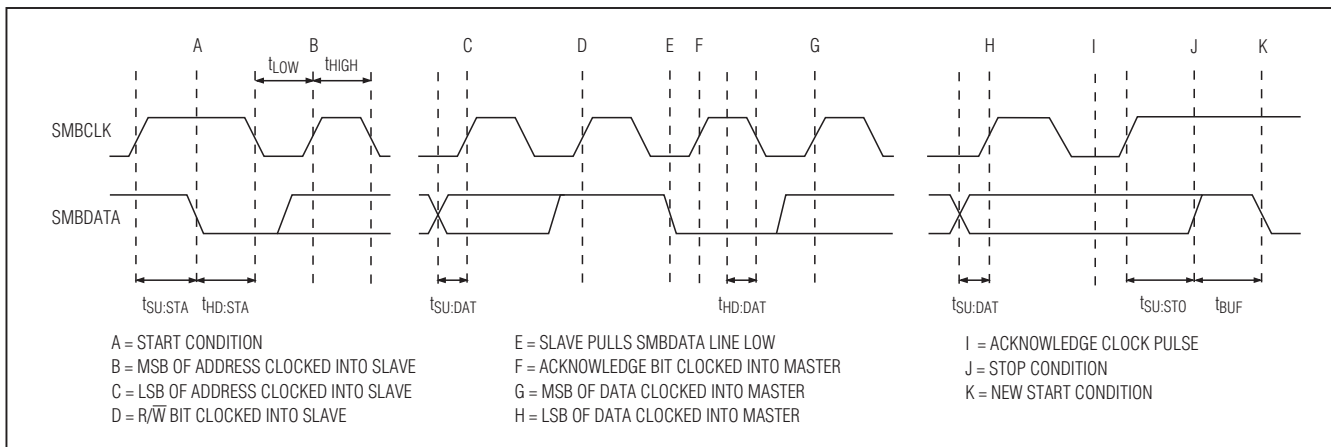 A B C D E F G H I J K
tLOW tHIGH
SMBCLK
SMBDATA
tSU:STA tHD:STA tSU:DAT tHD:DAT tSU:DAT tSU:STO tBUF
A = START CONDITION
B = MSB OF ADDRESS CLOCKED INTO SLAVE
C = LSB OF ADDRESS CLOCKED INTO SLAVE
D = R/W̅ BIT CLOCKED INTO SLAVE
E = SLAVE PULLS SMBDATA LINE LOW
F = ACKNOWLEDGE BIT CLOCKED INTO MASTER
G = MSB OF DATA CLOCKED INTO MASTER
H = LSB OF DATA CLOCKED INTO MASTER
I = ACKNOWLEDGE CLOCK PULSE
J = STOP CONDITION
K = NEW START CONDITION